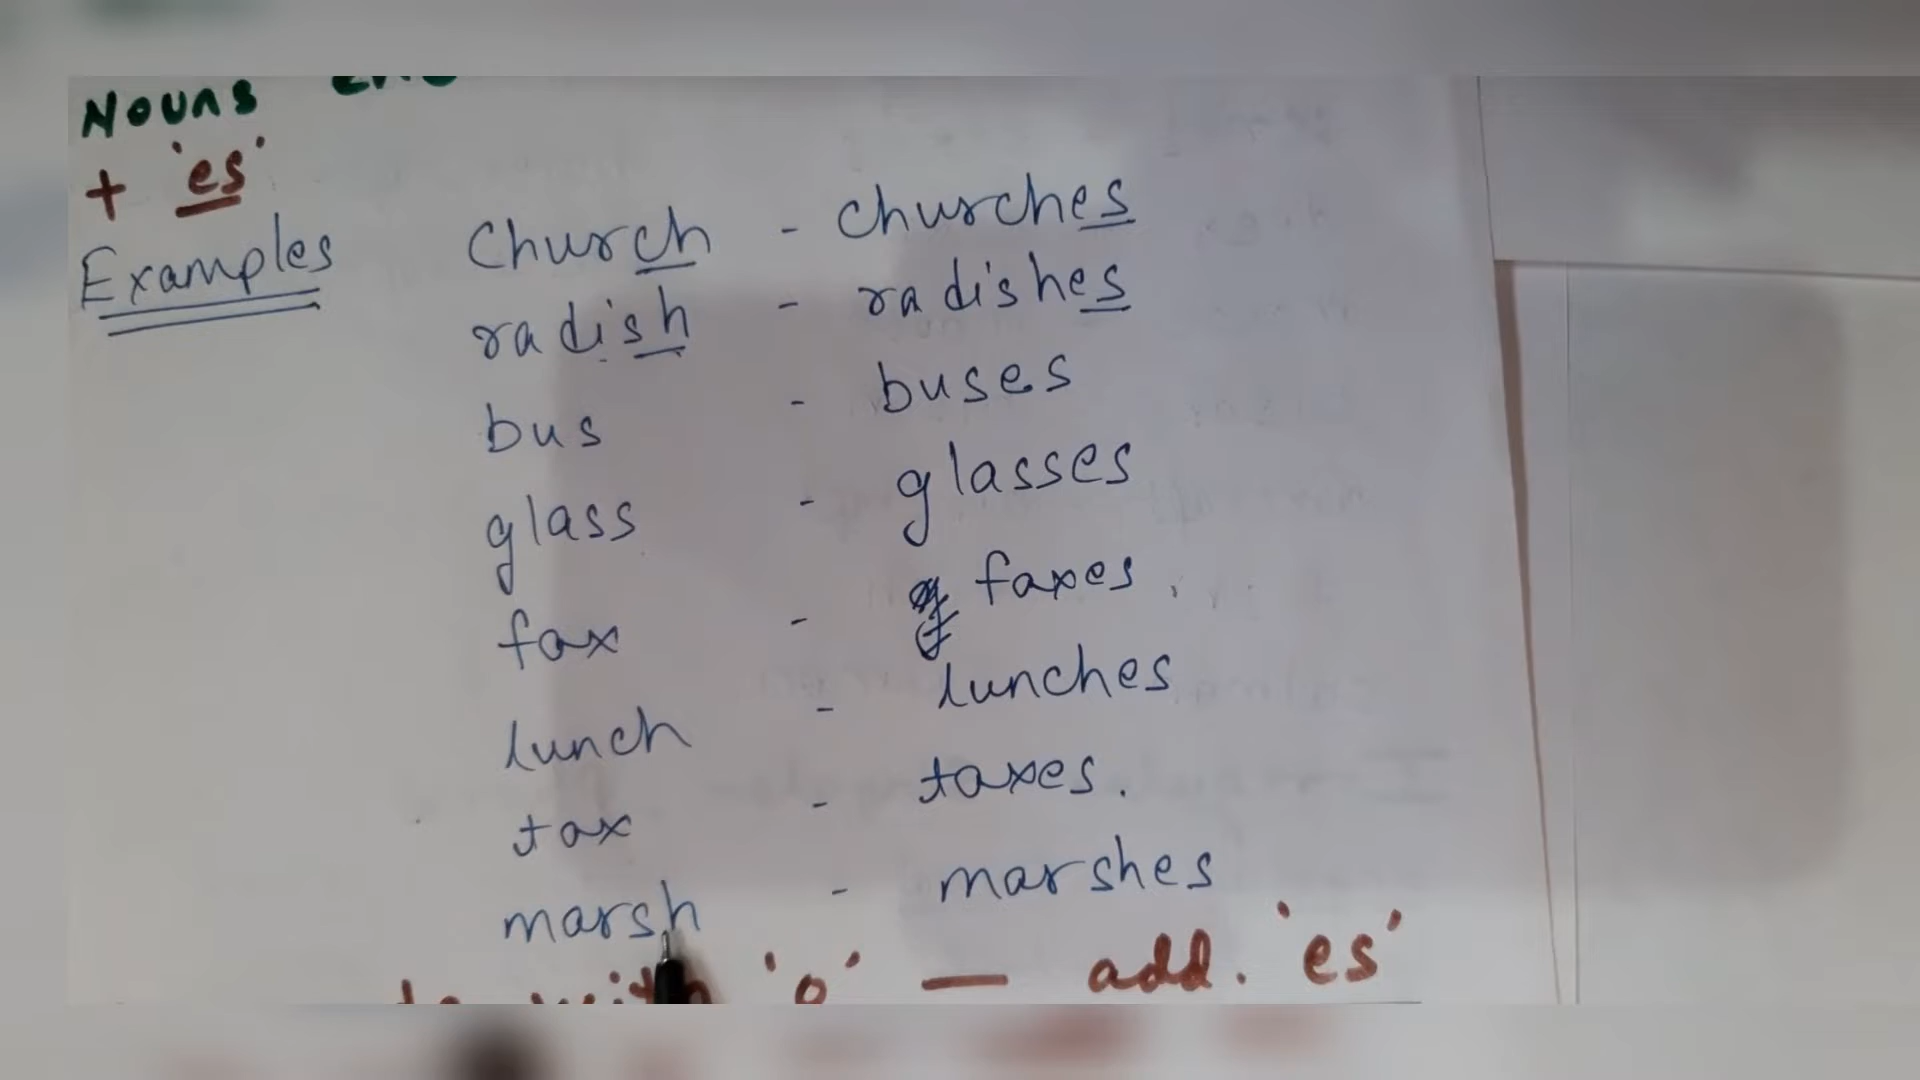 Nouns
+ 'es'
Examples
Church - churches
radish - radishes
bus - buses
glass - glasses
fax - faxes.
lunch - lunches
tax - taxes.
marsh - marshes
with 'o' — add. 'es'